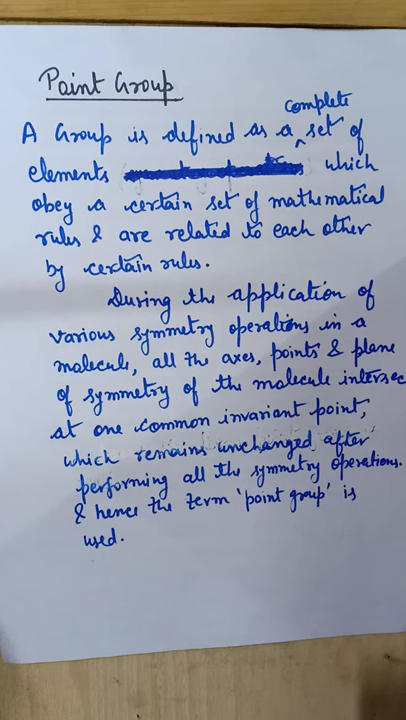 Point Group
complete
A Group is defined as a ^ set of
elements which
obey a certain set of mathematical
rules & are related to each other
by certain rules.
During the application of
various symmetry operations in a
molecule, all the axes, points & plane
of symmetry of the molecule intersec
at one common invariant point,
which remains unchanged after
performing all the symmetry operations.
& hence the term 'point group' is
used.